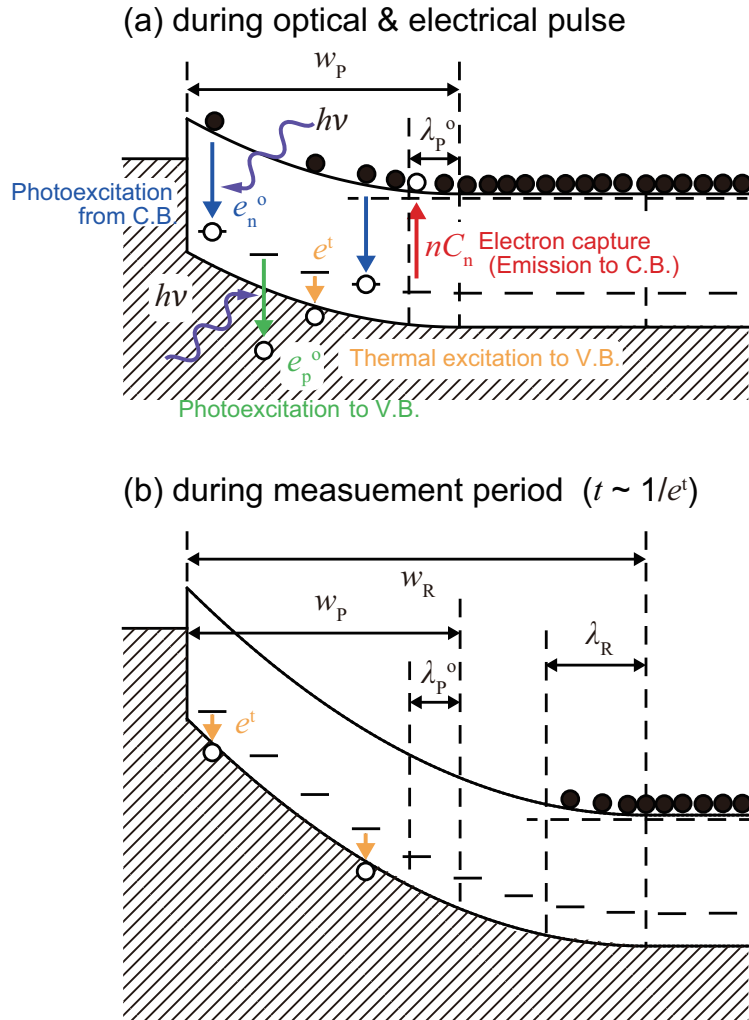 (a) during optical & electrical pulse
w_P
hν
λ_P^o
Photoexcitation
from C.B.
e_n^o
e^t
nC_n
Electron capture
(Emission to C.B.)
hν
e_p^o
Thermal excitation to V.B.
Photoexcitation to V.B.
(b) during measuement period (t ~ 1/e^t)
w_R
w_P
λ_R
λ_P^o
e^t